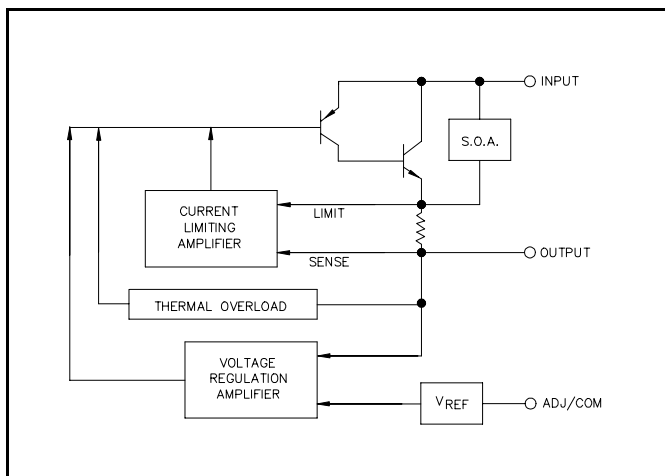 INPUT
S.O.A.
CURRENT
LIMITING
AMPLIFIER
LIMIT
SENSE
OUTPUT
THERMAL OVERLOAD
VOLTAGE
REGULATION
AMPLIFIER
VREF
ADJ/COM